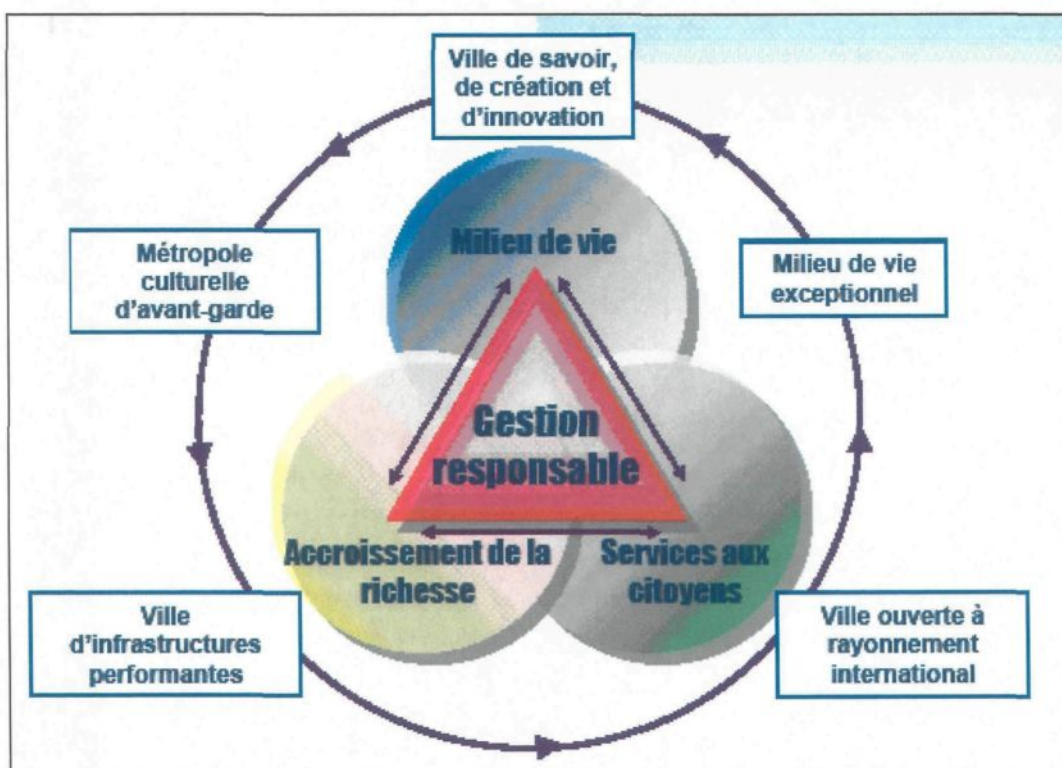 Ville de savoir,
de création et
d'innovation
Métropole
culturelle
d'avant-garde
Milieu de vie
Milieu de vie
exceptionnel
Gestion
responsable
Accroissement de la
richesse
Services aux
citoyens
Ville
d'infrastructures
performantes
Ville ouverte à
rayonnement
international